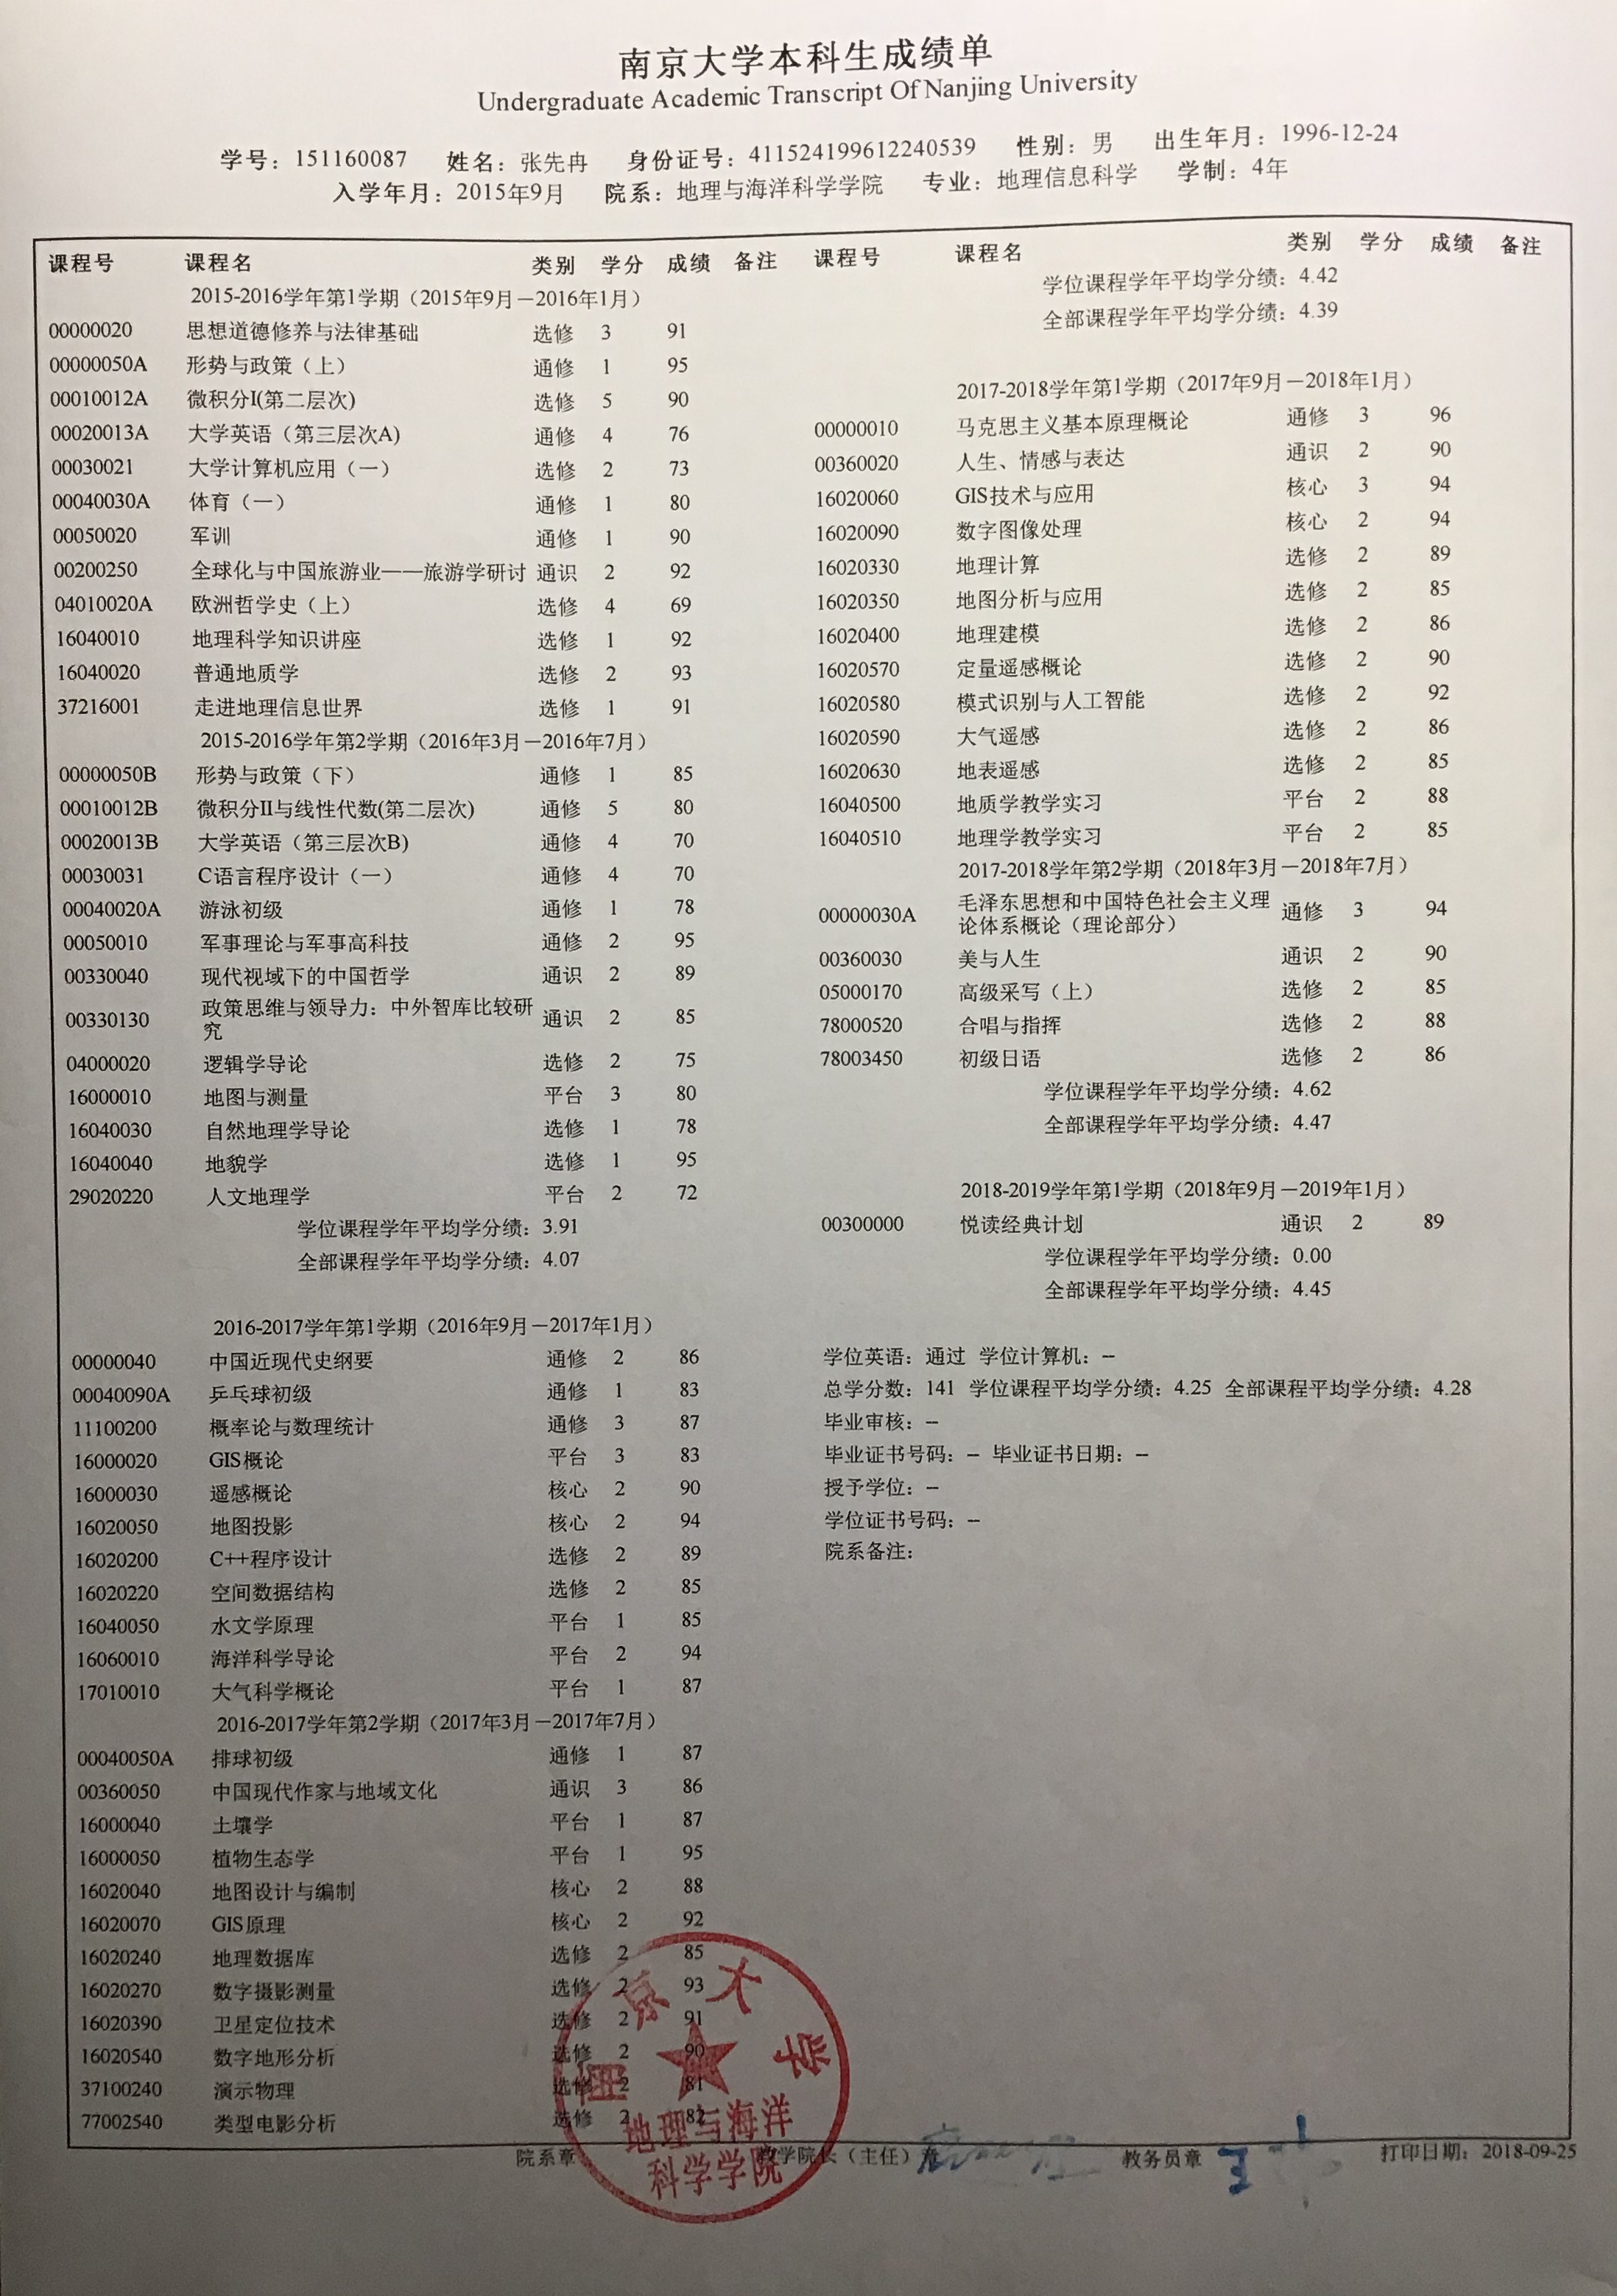 南京大学本科生成绩单
Undergraduate Academic Transcript Of Nanjing University
学号：151160087 姓名：张先冉 身份证号：411524199612240539 性别：男 出生年月：1996-12-24
入学年月：2015年9月 院系：地理与海洋科学学院 专业：地理信息科学 学制：4年
课程号 课程名 类别 学分 成绩 备注
2015-2016学年第1学期（2015年9月－2016年1月）
00000020 思想道德修养与法律基础 选修 3 91
00000050A 形势与政策（上） 通修 1 95
00010012A 微积分I(第二层次) 选修 5 90
00020013A 大学英语（第三层次A) 通修 4 76
00030021 大学计算机应用（一） 选修 2 73
00040030A 体育（一） 通修 1 80
00050020 军训 通修 1 90
00200250 全球化与中国旅游业——旅游学研讨 通识 2 92
04010020A 欧洲哲学史（上） 选修 4 69
16040010 地理科学知识讲座 选修 1 92
16040020 普通地质学 选修 2 93
37216001 走进地理信息世界 选修 1 91
2015-2016学年第2学期（2016年3月－2016年7月）
00000050B 形势与政策（下） 通修 1 85
00010012B 微积分II与线性代数(第二层次) 通修 5 80
00020013B 大学英语（第三层次B) 通修 4 70
00030031 C语言程序设计（一） 通修 4 70
00040020A 游泳初级 通修 1 78
00050010 军事理论与军事高科技 通修 2 95
00330040 现代视域下的中国哲学 通识 2 89
00330130 政策思维与领导力：中外智库比较研 通识 2 85
究
04000020 逻辑学导论 选修 2 75
16000010 地图与测量 平台 3 80
16040030 自然地理学导论 选修 1 78
16040040 地貌学 选修 1 95
29020220 人文地理学 平台 2 72
学位课程学年平均学分绩：3.91
全部课程学年平均学分绩：4.07
2016-2017学年第1学期（2016年9月－2017年1月）
00000040 中国近现代史纲要 通修 2 86
00040090A 乒乓球初级 通修 1 83
11100200 概率论与数理统计 通修 3 87
16000020 GIS概论 平台 3 83
16000030 遥感概论 核心 2 90
16020050 地图投影 核心 2 94
16020200 C++程序设计 选修 2 89
16020220 空间数据结构 选修 2 85
16040050 水文学原理 平台 1 85
16060010 海洋科学导论 平台 2 94
17010010 大气科学概论 平台 1 87
2016-2017学年第2学期（2017年3月－2017年7月）
00040050A 排球初级 通修 1 87
00360050 中国现代作家与地域文化 通识 3 86
16000040 土壤学 平台 1 87
16000050 植物生态学 平台 1 95
16020040 地图设计与编制 核心 2 88
16020070 GIS原理 核心 2 92
16020240 地理数据库 选修 2 85
16020270 数字摄影测量 选修 2 93
16020390 卫星定位技术 选修 2 91
16020540 数字地形分析 选修 2 90
37100240 演示物理 选修 2 81
77002540 类型电影分析 选修 2 82
课程号 课程名 类别 学分 成绩 备注
学位课程学年平均学分绩：4.42
全部课程学年平均学分绩：4.39
2017-2018学年第1学期（2017年9月－2018年1月）
00000010 马克思主义基本原理概论 通修 3 96
00360020 人生、情感与表达 通识 2 90
16020060 GIS技术与应用 核心 3 94
16020090 数字图像处理 核心 2 94
16020330 地理计算 选修 2 89
16020350 地图分析与应用 选修 2 85
16020400 地理建模 选修 2 86
16020570 定量遥感概论 选修 2 90
16020580 模式识别与人工智能 选修 2 92
16020590 大气遥感 选修 2 86
16020630 地表遥感 选修 2 85
16040500 地质学教学实习 平台 2 88
16040510 地理学教学实习 平台 2 85
2017-2018学年第2学期（2018年3月－2018年7月）
00000030A 毛泽东思想和中国特色社会主义理 通修 3 94
论体系概论（理论部分）
00360030 美与人生 通识 2 90
05000170 高级采写（上） 选修 2 85
78000520 合唱与指挥 选修 2 88
78003450 初级日语 选修 2 86
学位课程学年平均学分绩：4.62
全部课程学年平均学分绩：4.47
2018-2019学年第1学期（2018年9月－2019年1月）
00300000 悦读经典计划 通识 2 89
学位课程学年平均学分绩：0.00
全部课程学年平均学分绩：4.45
学位英语：通过 学位计算机：--
总学分数：141 学位课程平均学分绩：4.25 全部课程平均学分绩：4.28
毕业审核：--
毕业证书号码：-- 毕业证书日期：--
授予学位：--
学位证书号码：--
院系备注：
院系章 教学院长（主任）章 教务员章 打印日期：2018-09-25
南京大学
地理与海洋
科学学院